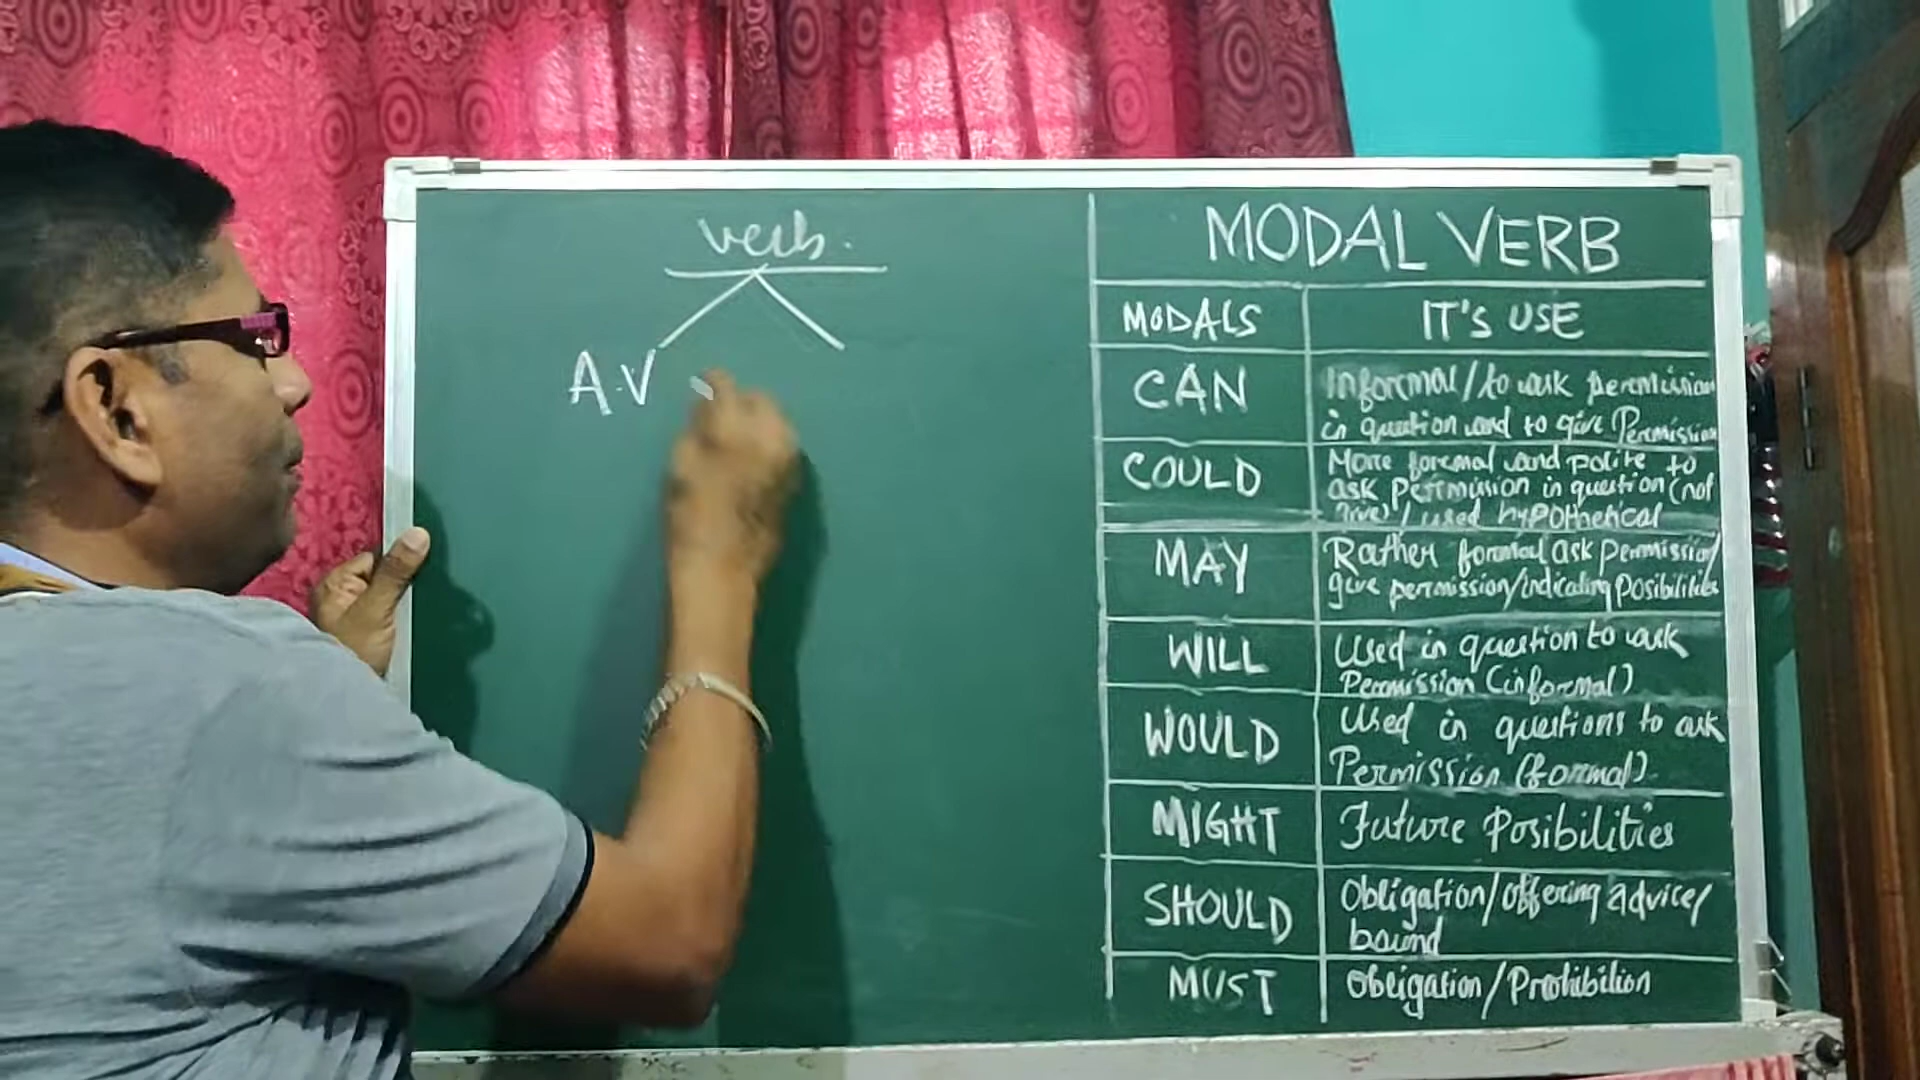 verb.
A.V
MODAL VERB
MODALS
IT'S USE
CAN
Informal/to ask permission
in question and to give Permission
COULD
More formal and polite to
ask permission in question (not
give) / used hypothetical
MAY
Rather formal ask permission/
give permission/indicating posibilities
WILL
Used in question to ask
Permission (informal)
WOULD
Used in questions to ask
Permission (formal)
MIGHT
Future posibilities
SHOULD
Obligation/offering advice/
bound
MUST
Obligation/Prohibition